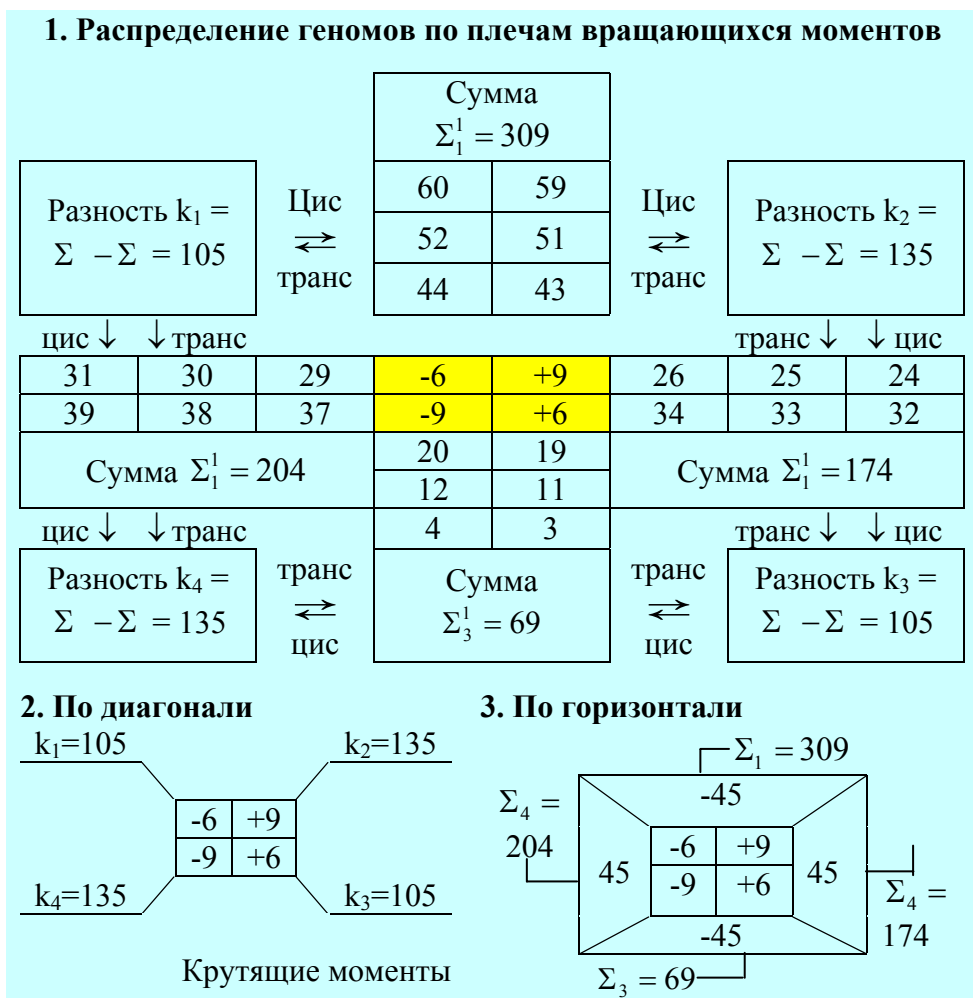 1. Распределение геномов по плечам вращающихся моментов
Сумма
Σ₁¹ = 309
60 59
52 51
44 43
Разность k₁ =
Σ – Σ = 105
Цис
⇄
транс
Цис
⇄
транс
Разность k₂ =
Σ – Σ = 135
цис ↓ ↓ транс
транс ↓ ↓ цис
31 30 29 -6 +9 26 25 24
39 38 37 -9 +6 34 33 32
Сумма Σ₁¹ = 204
20 19
12 11
Сумма Σ₁¹ = 174
цис ↓ ↓ транс
4 3
транс ↓ ↓ цис
Разность k₄ =
Σ – Σ = 135
транс
⇄
цис
Сумма
Σ₃¹ = 69
транс
⇄
цис
Разность k₃ =
Σ – Σ = 105
2. По диагонали
k₁=105
k₂=135
-6 +9
-9 +6
k₄=135
k₃=105
Крутящие моменты
3. По горизонтали
Σ₁ = 309
Σ₄ =
204
-45
45
-6 +9
-9 +6
45
-45
Σ₄ =
174
Σ₃ = 69